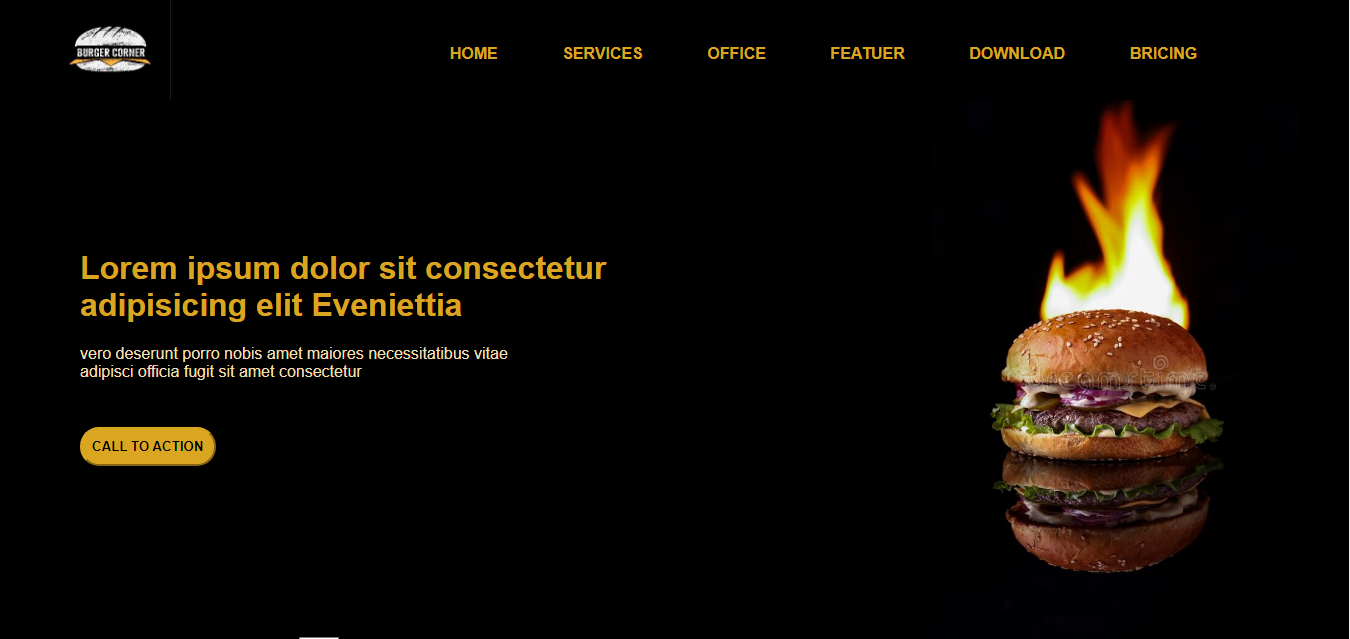 BURGER CORNER
HOME SERVICES OFFICE FEATUER DOWNLOAD BRICING
Lorem ipsum dolor sit consectetur
adipisicing elit Eveniettia
vero deserunt porro nobis amet maiores necessitatibus vitae
adipisci officia fugit sit amet consectetur
CALL TO ACTION